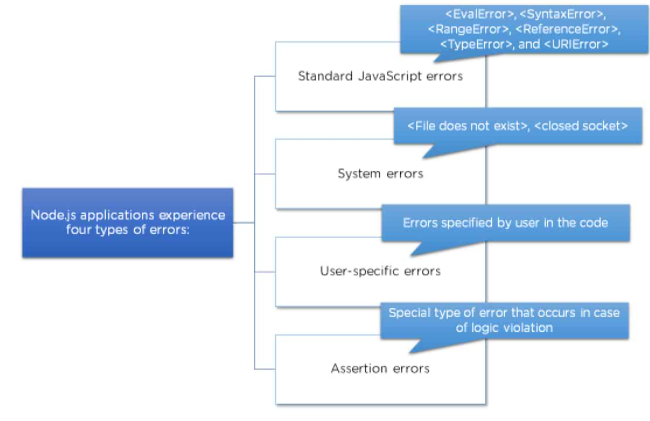 <EvalError>, <SyntaxError>,
<RangeError>, <ReferenceError>,
<TypeError>, and <URIError>
Standard JavaScript errors
<File does not exist>, <closed socket>
System errors
Node.js applications experience
four types of errors:
Errors specified by user in the code
User-specific errors
Special type of error that occurs in case
of logic violation
Assertion errors